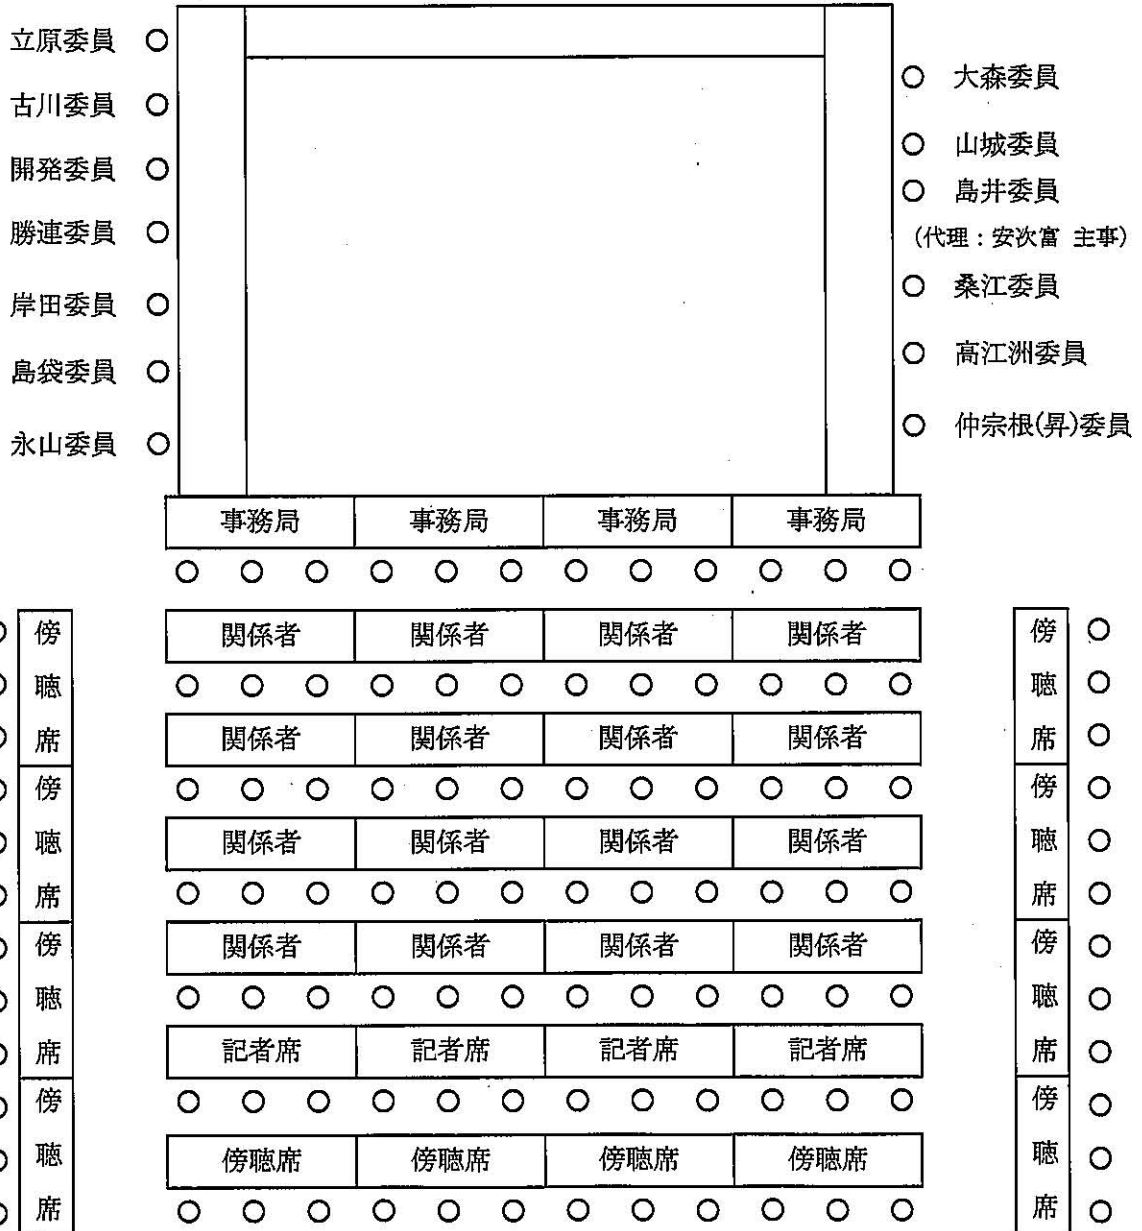 立原委員
古川委員
開発委員
勝連委員
岸田委員
島袋委員
永山委員
大森委員
山城委員
島井委員
(代理：安次富 主事)
桑江委員
高江洲委員
仲宗根(昇)委員
事務局 事務局 事務局 事務局
関係者 関係者 関係者 関係者
関係者 関係者 関係者 関係者
関係者 関係者 関係者 関係者
関係者 関係者 関係者 関係者
記者席 記者席 記者席 記者席
傍聴席 傍聴席 傍聴席 傍聴席
傍聴席
傍聴席
傍聴席
傍聴席
傍聴席
傍聴席
傍聴席
傍聴席